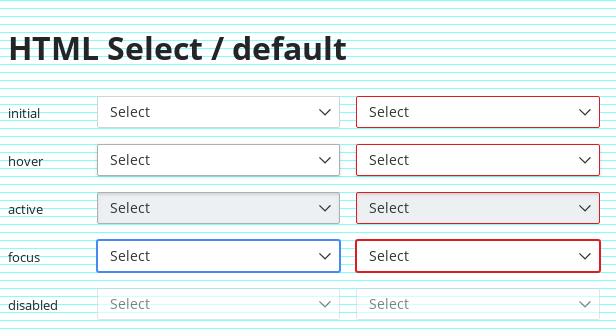 HTML Select / default
initial Select Select
hover Select Select
active Select Select
focus Select Select
disabled Select Select